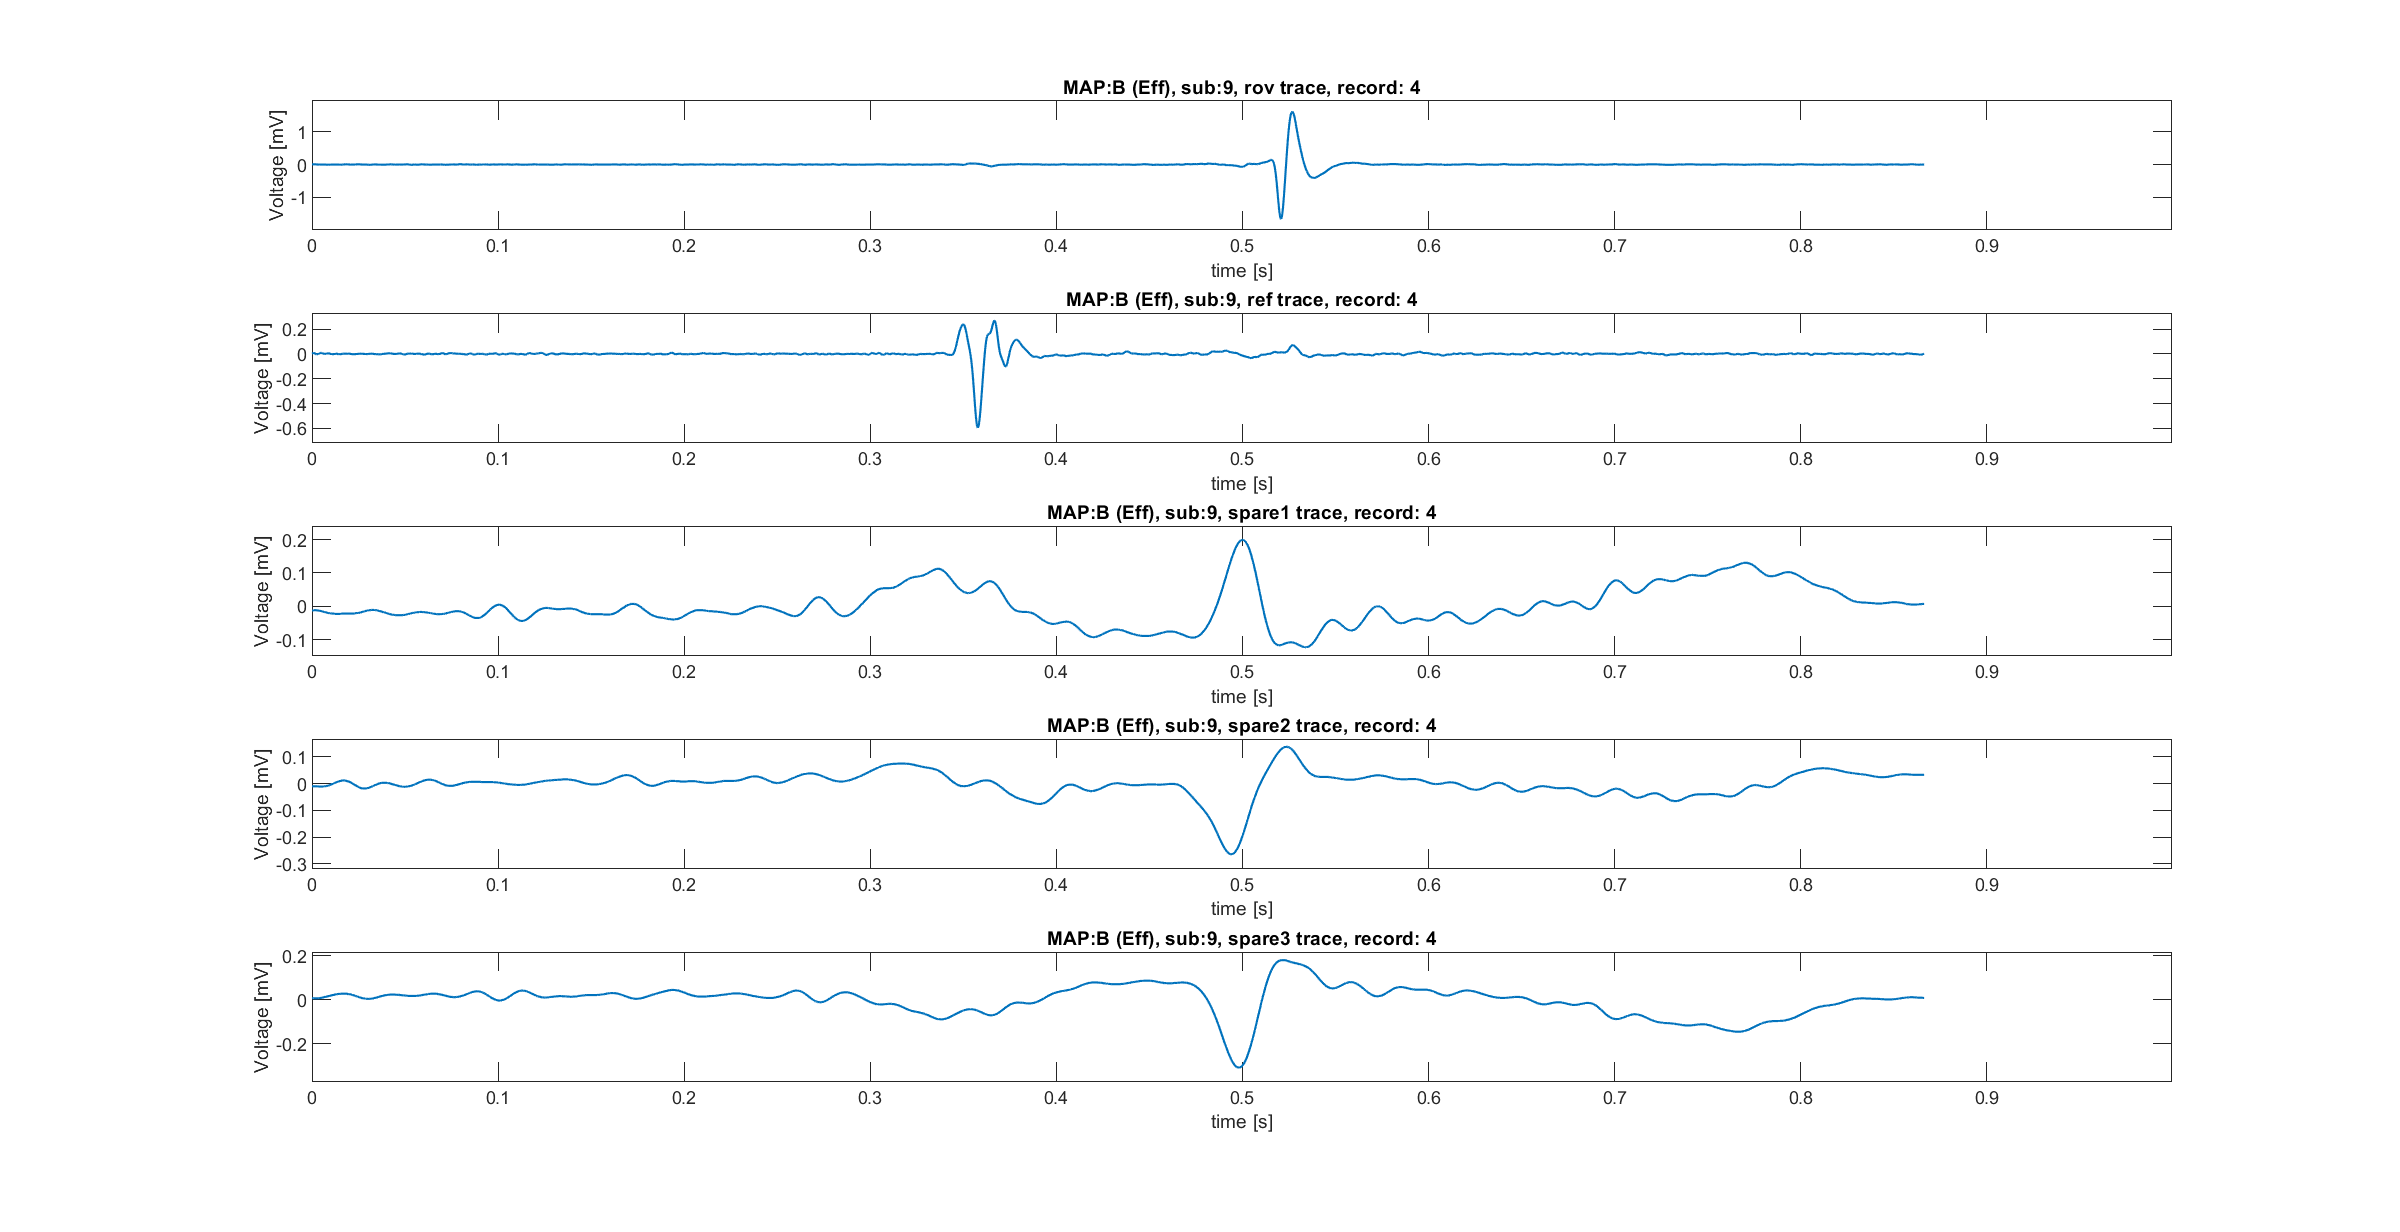 MAP:B (Eff), sub:9, rov trace, record: 4
Voltage [mV]
1
0
-1
0 0.1 0.2 0.3 0.4 0.5 0.6 0.7 0.8 0.9
time [s]
MAP:B (Eff), sub:9, ref trace, record: 4
Voltage [mV]
0.2
0
-0.2
-0.4
-0.6
0 0.1 0.2 0.3 0.4 0.5 0.6 0.7 0.8 0.9
time [s]
MAP:B (Eff), sub:9, spare1 trace, record: 4
Voltage [mV]
0.2
0.1
0
-0.1
0 0.1 0.2 0.3 0.4 0.5 0.6 0.7 0.8 0.9
time [s]
MAP:B (Eff), sub:9, spare2 trace, record: 4
Voltage [mV]
0.1
0
-0.1
-0.2
-0.3
0 0.1 0.2 0.3 0.4 0.5 0.6 0.7 0.8 0.9
time [s]
MAP:B (Eff), sub:9, spare3 trace, record: 4
Voltage [mV]
0.2
0
-0.2
0 0.1 0.2 0.3 0.4 0.5 0.6 0.7 0.8 0.9
time [s]